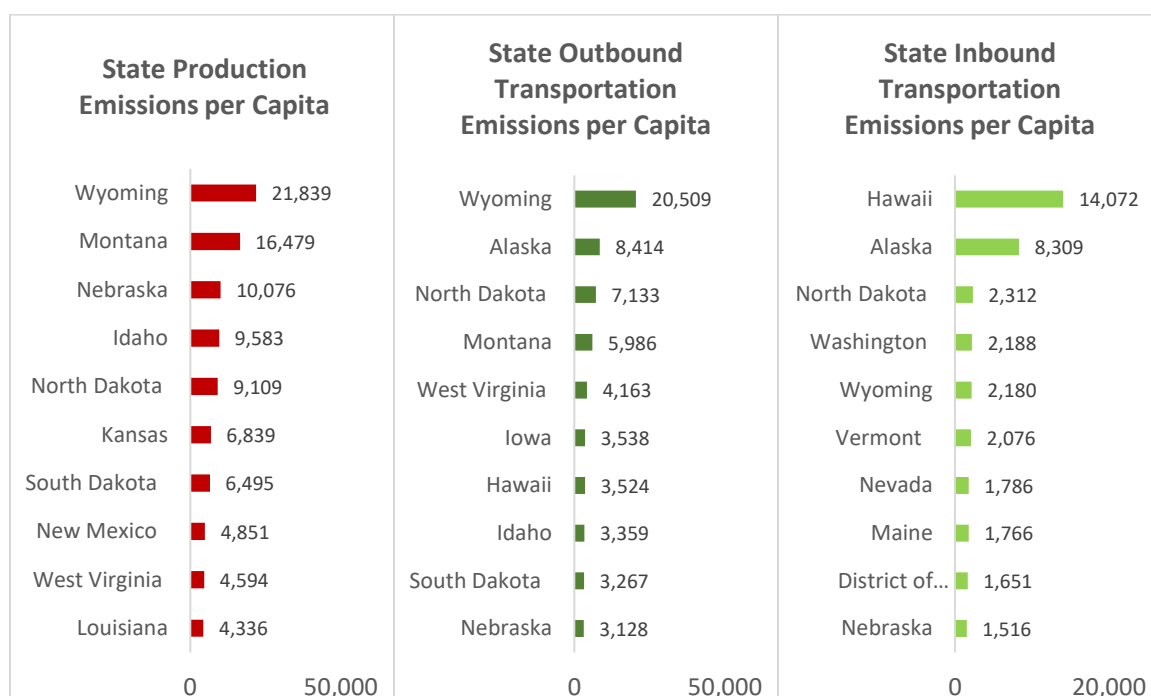 State Production
Emissions per Capita
Wyoming 21,839
Montana 16,479
Nebraska 10,076
Idaho 9,583
North Dakota 9,109
Kansas 6,839
South Dakota 6,495
New Mexico 4,851
West Virginia 4,594
Louisiana 4,336
0 50,000
State Outbound
Transportation
Emissions per Capita
Wyoming 20,509
Alaska 8,414
North Dakota 7,133
Montana 5,986
West Virginia 4,163
Iowa 3,538
Hawaii 3,524
Idaho 3,359
South Dakota 3,267
Nebraska 3,128
0 50,000
State Inbound
Transportation
Emissions per Capita
Hawaii 14,072
Alaska 8,309
North Dakota 2,312
Washington 2,188
Wyoming 2,180
Vermont 2,076
Nevada 1,786
Maine 1,766
District of... 1,651
Nebraska 1,516
0 20,000